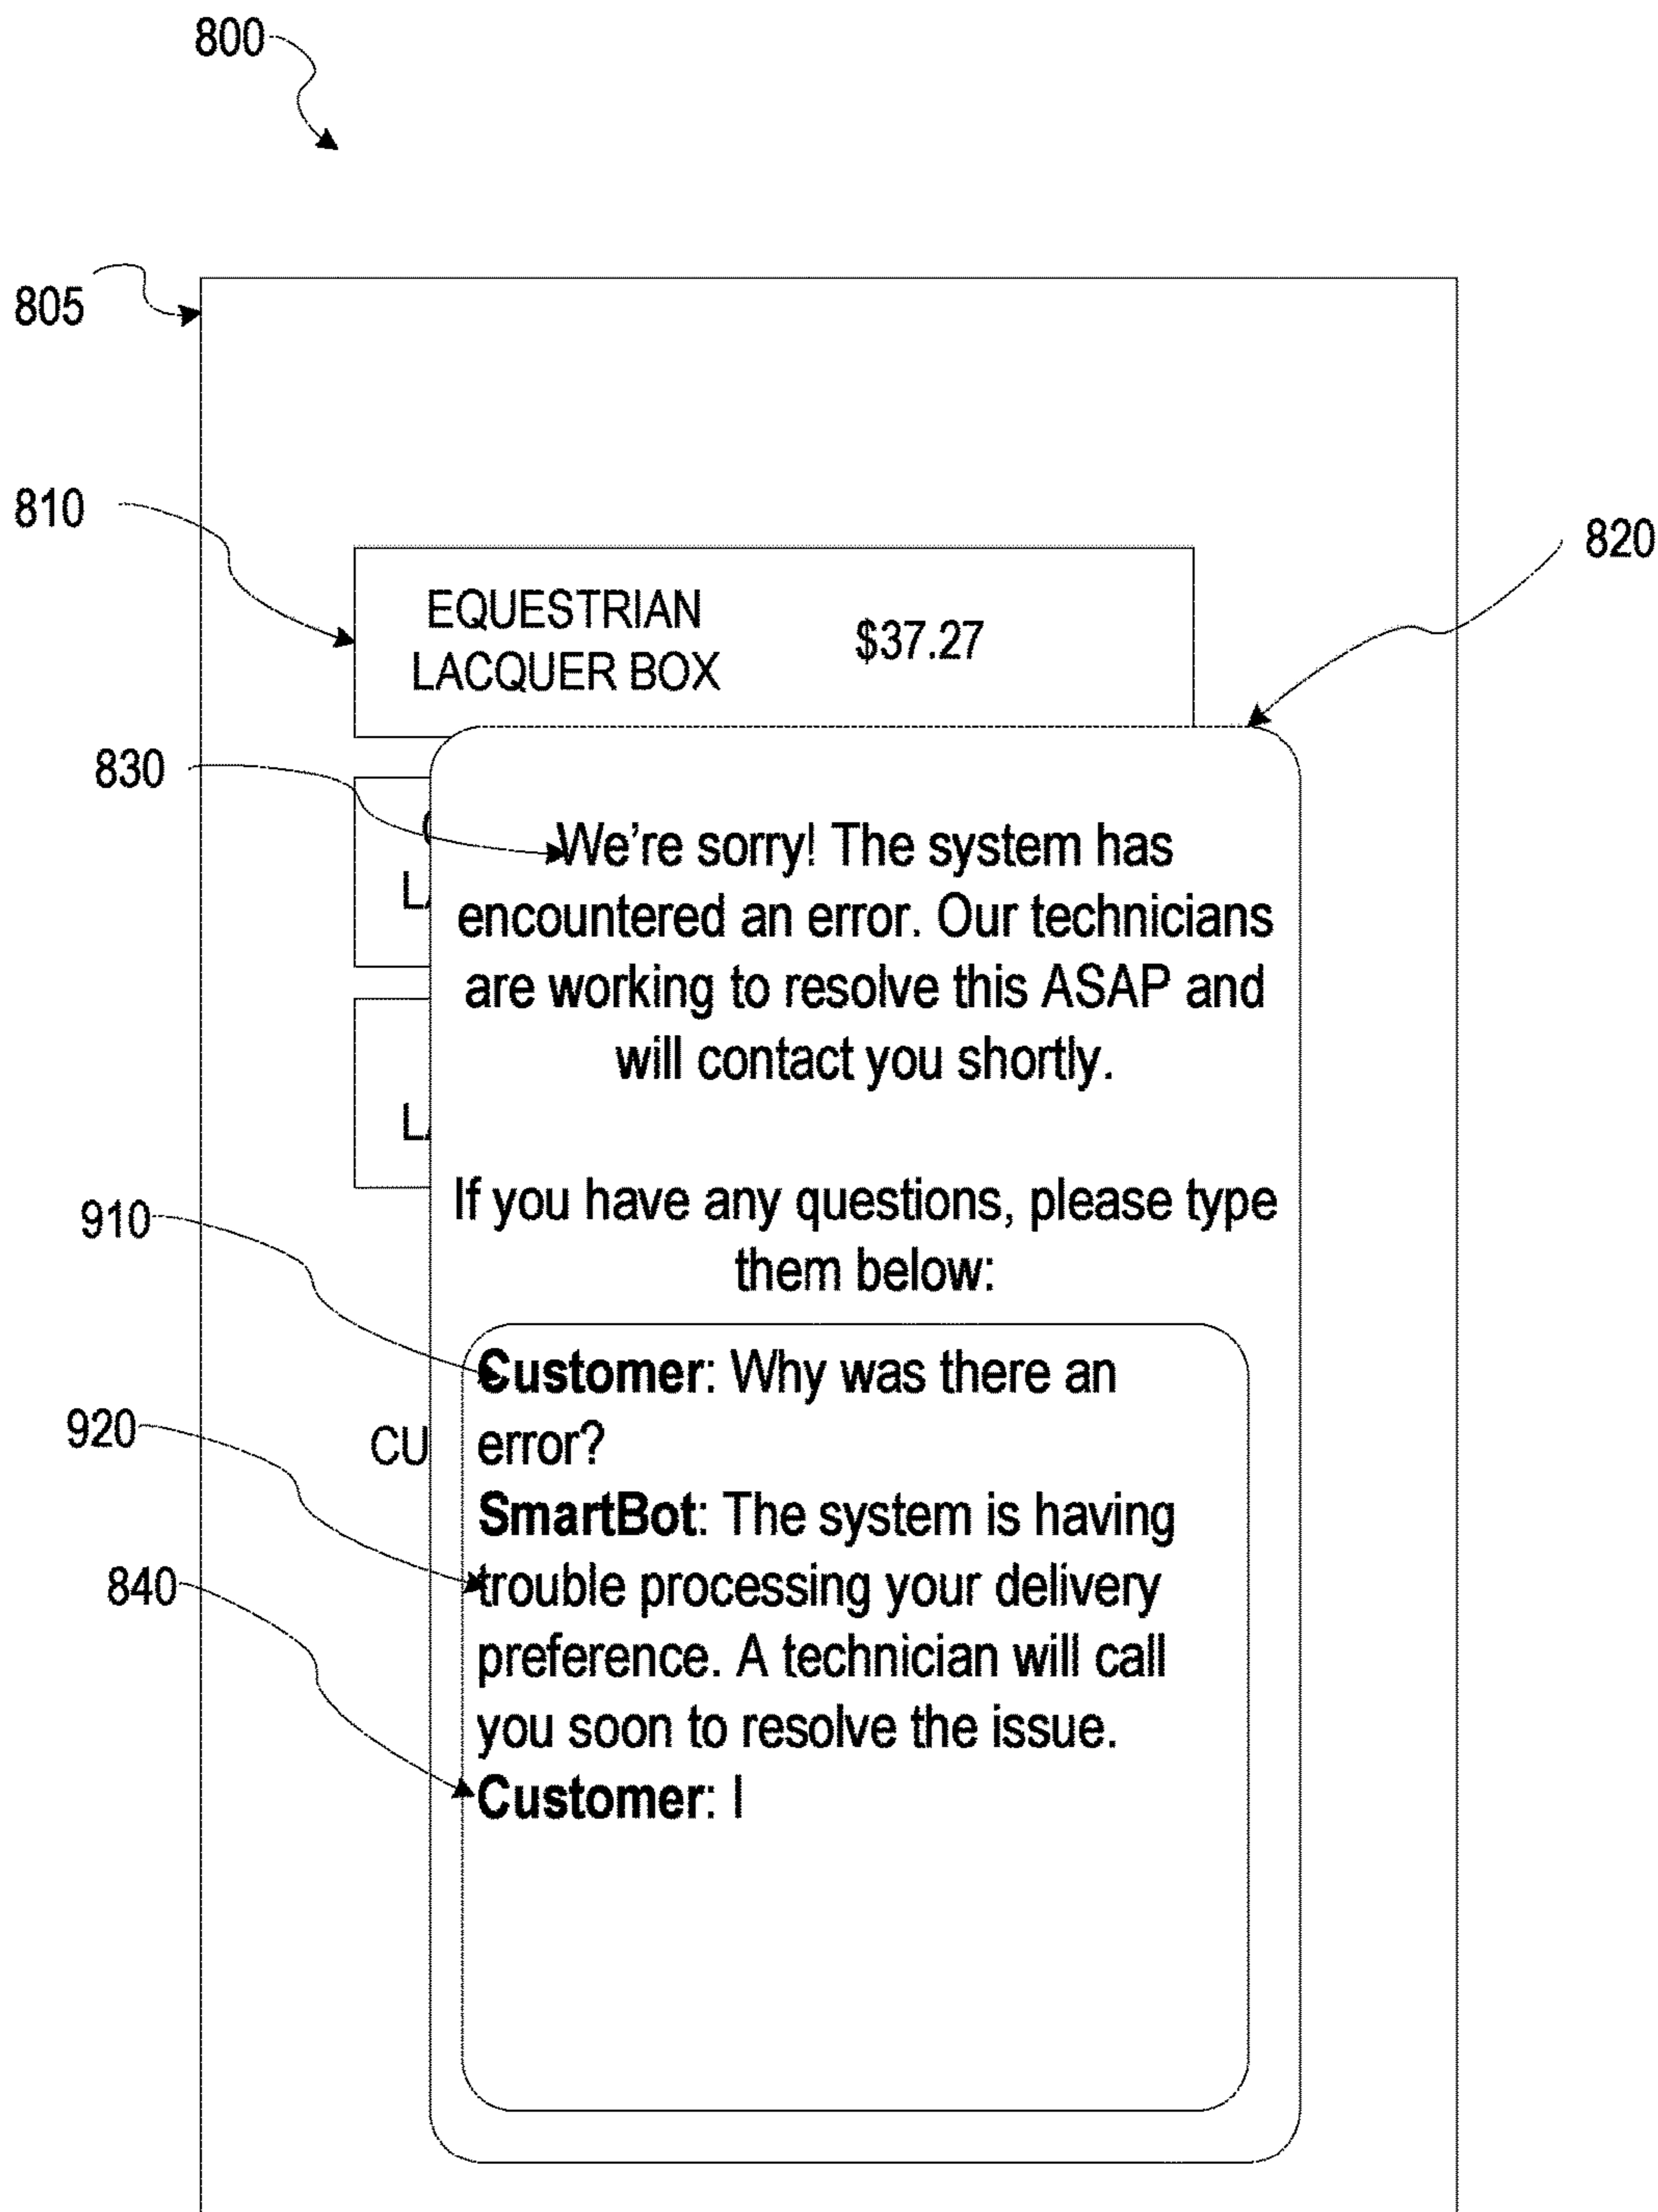 800
805
810
EQUESTRIAN
LACQUER BOX
$37.27
820
830
We're sorry! The system has
encountered an error. Our technicians
are working to resolve this ASAP and
will contact you shortly.
If you have any questions, please type
them below:
910
Customer: Why was there an
error?
920
CU
SmartBot: The system is having
trouble processing your delivery
preference. A technician will call
you soon to resolve the issue.
840
Customer: I